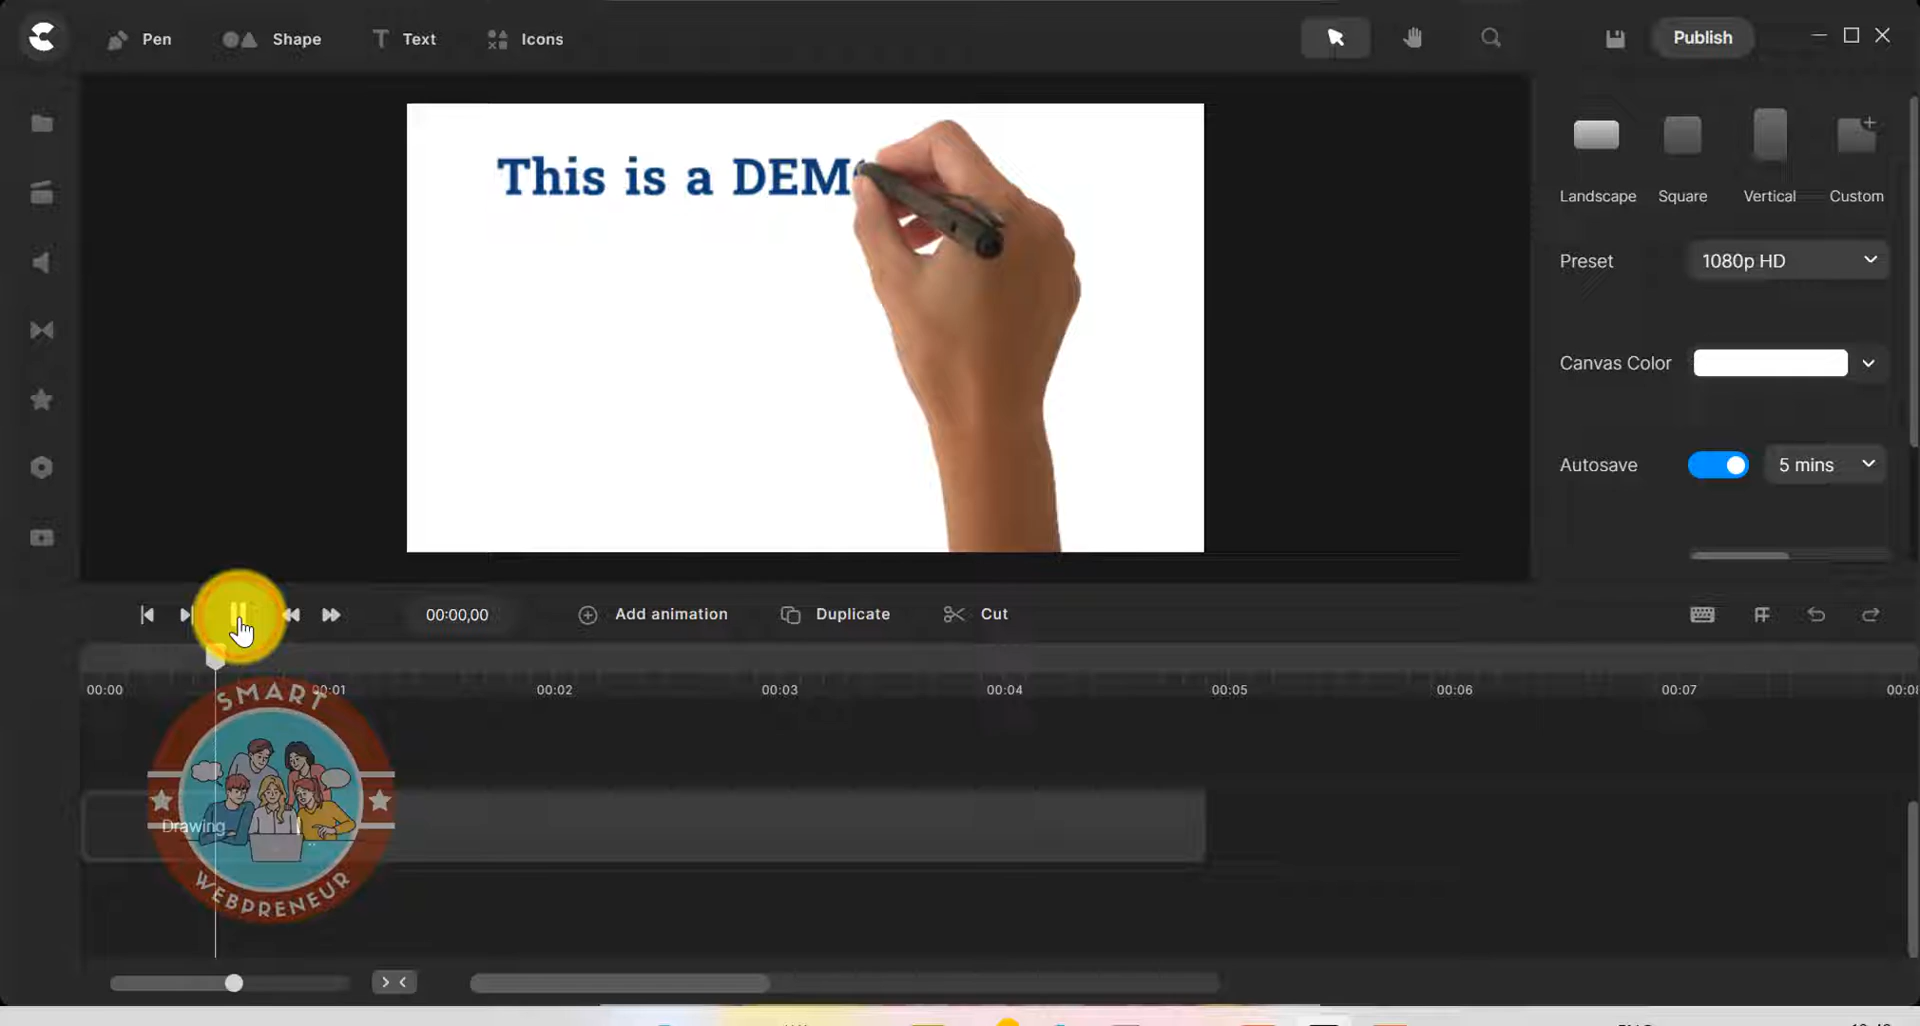 Pen
Shape
Text
Icons
Publish
This is a DEM
Landscape
Square
Vertical
Custom
Preset
1080p HD
Canvas Color
Autosave
5 mins
00:00,00
Add animation
Duplicate
Cut
00:00
00:01
00:02
00:03
00:04
00:05
00:06
00:07
SMART
Drawing
WEBPRENEUR